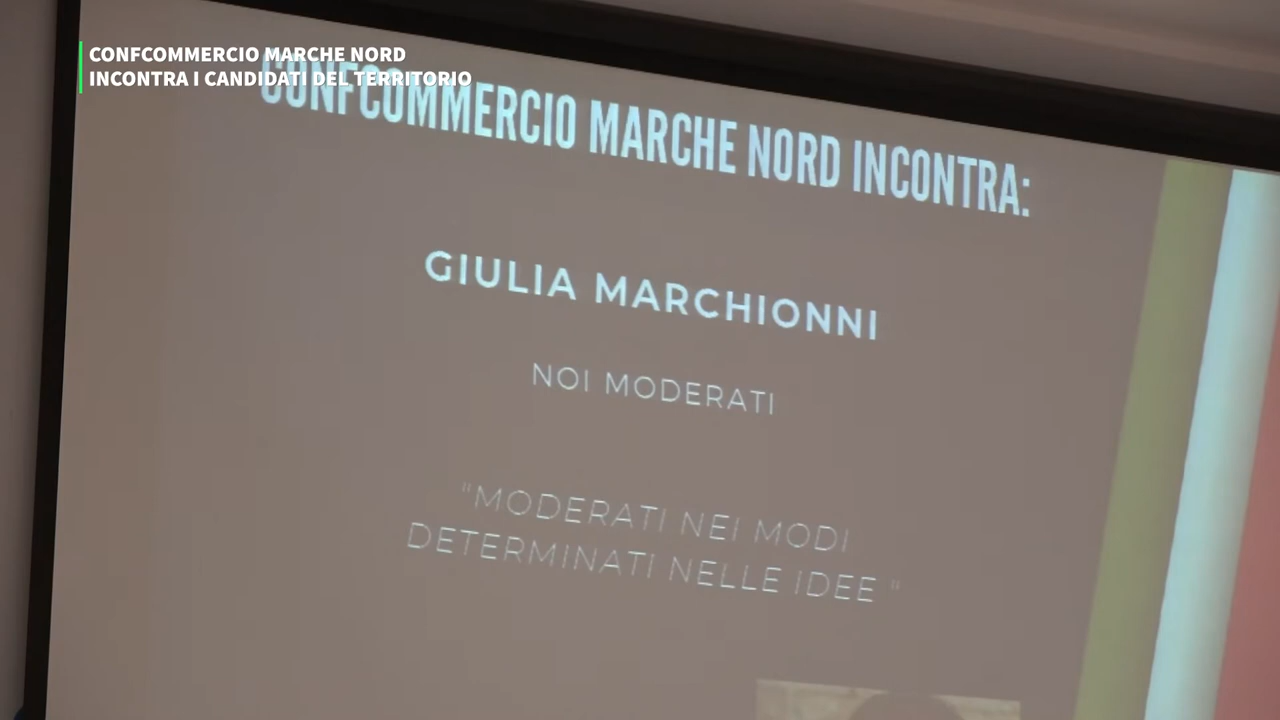 CONFCOMMERCIO MARCHE NORD
INCONTRA I CANDIDATI DEL TERRITORIO
CONFCOMMERCIO MARCHE NORD INCONTRA:
GIULIA MARCHIONNI
NOI MODERATI
"MODERATI NEI MODI
DETERMINATI NELLE IDEE "